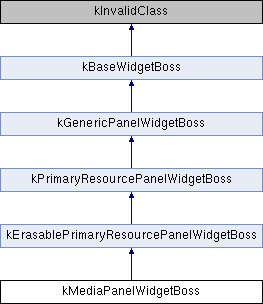 kInvalidClass
kBaseWidgetBoss
kGenericPanelWidgetBoss
kPrimaryResourcePanelWidgetBoss
kErasablePrimaryResourcePanelWidgetBoss
kMediaPanelWidgetBoss